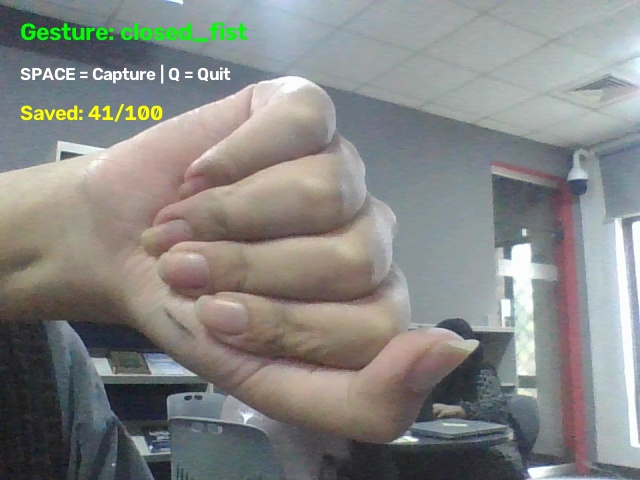 Gesture: closed_fist
SPACE = Capture | Q = Quit
Saved: 41/100